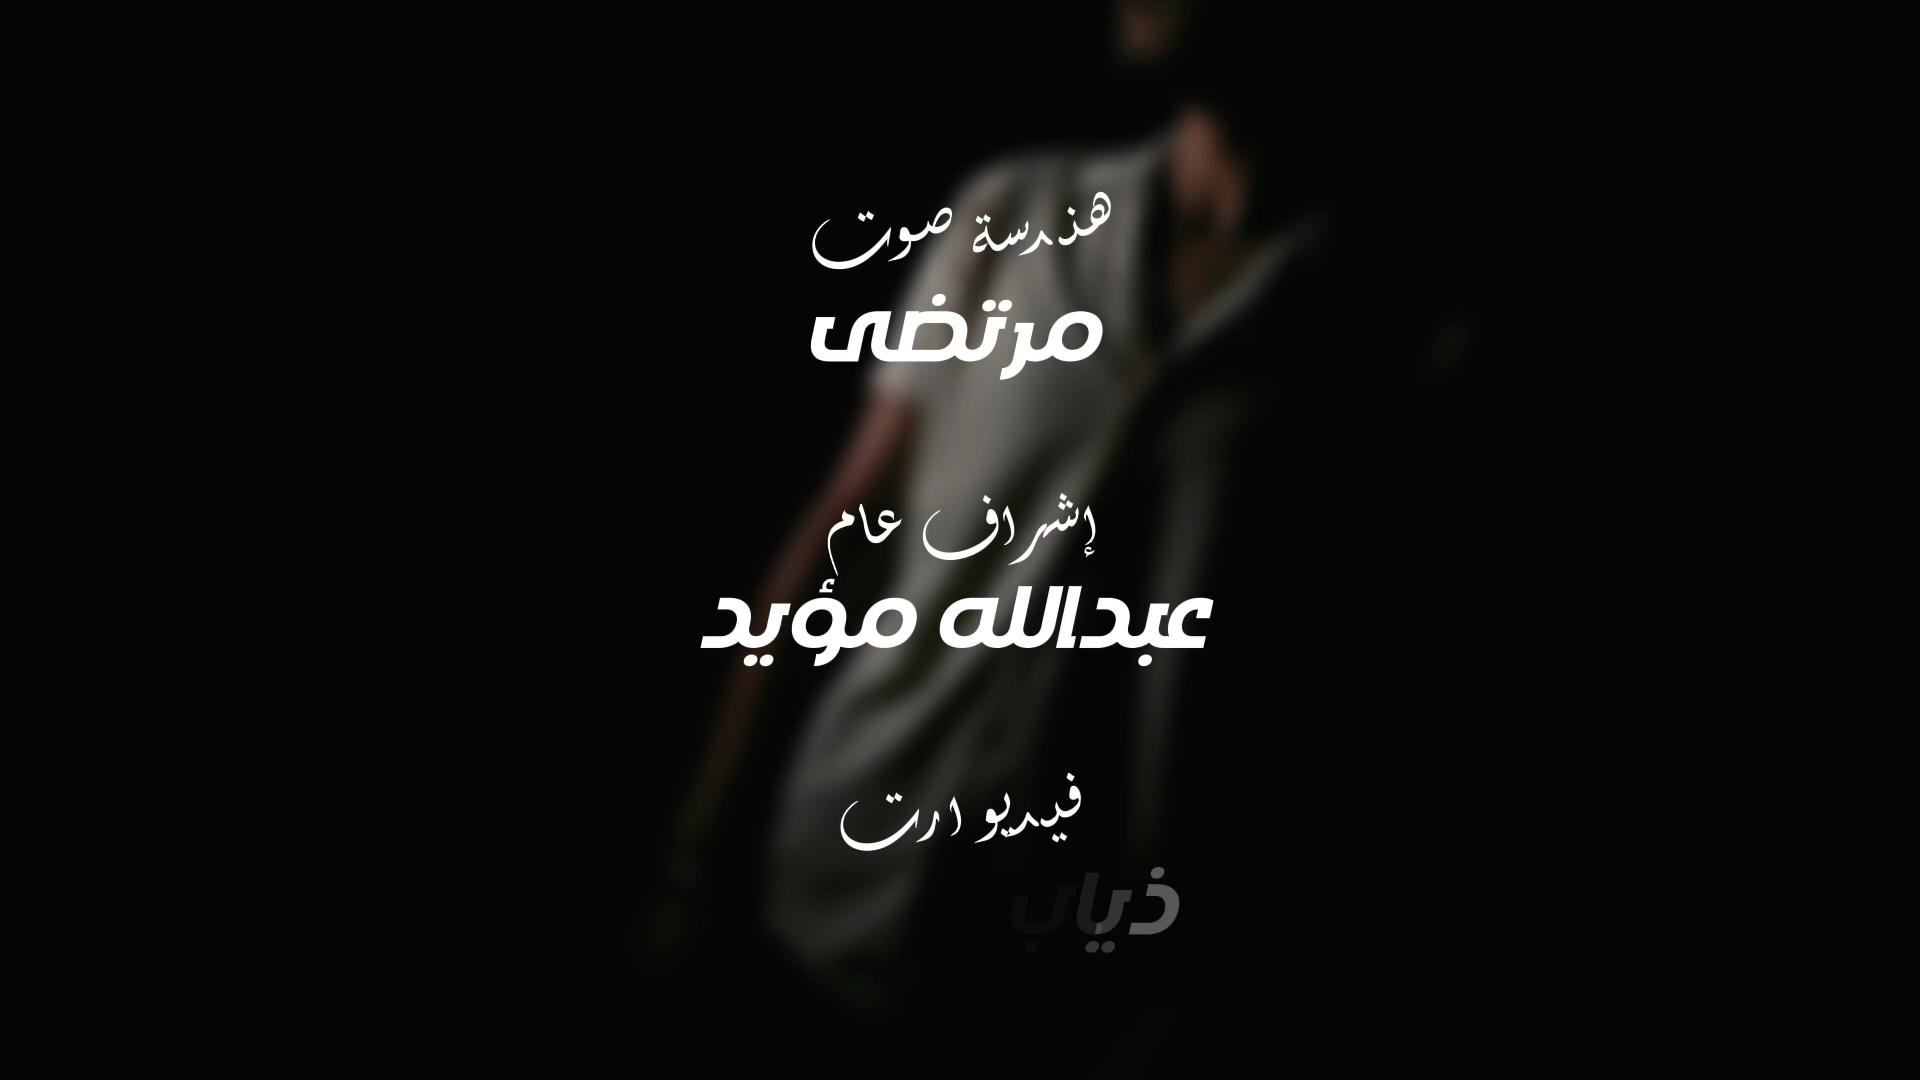 هندسة صوت
مرتضى
إشراف عام
عبدالله مؤيد
فيديو ارت
ذياب